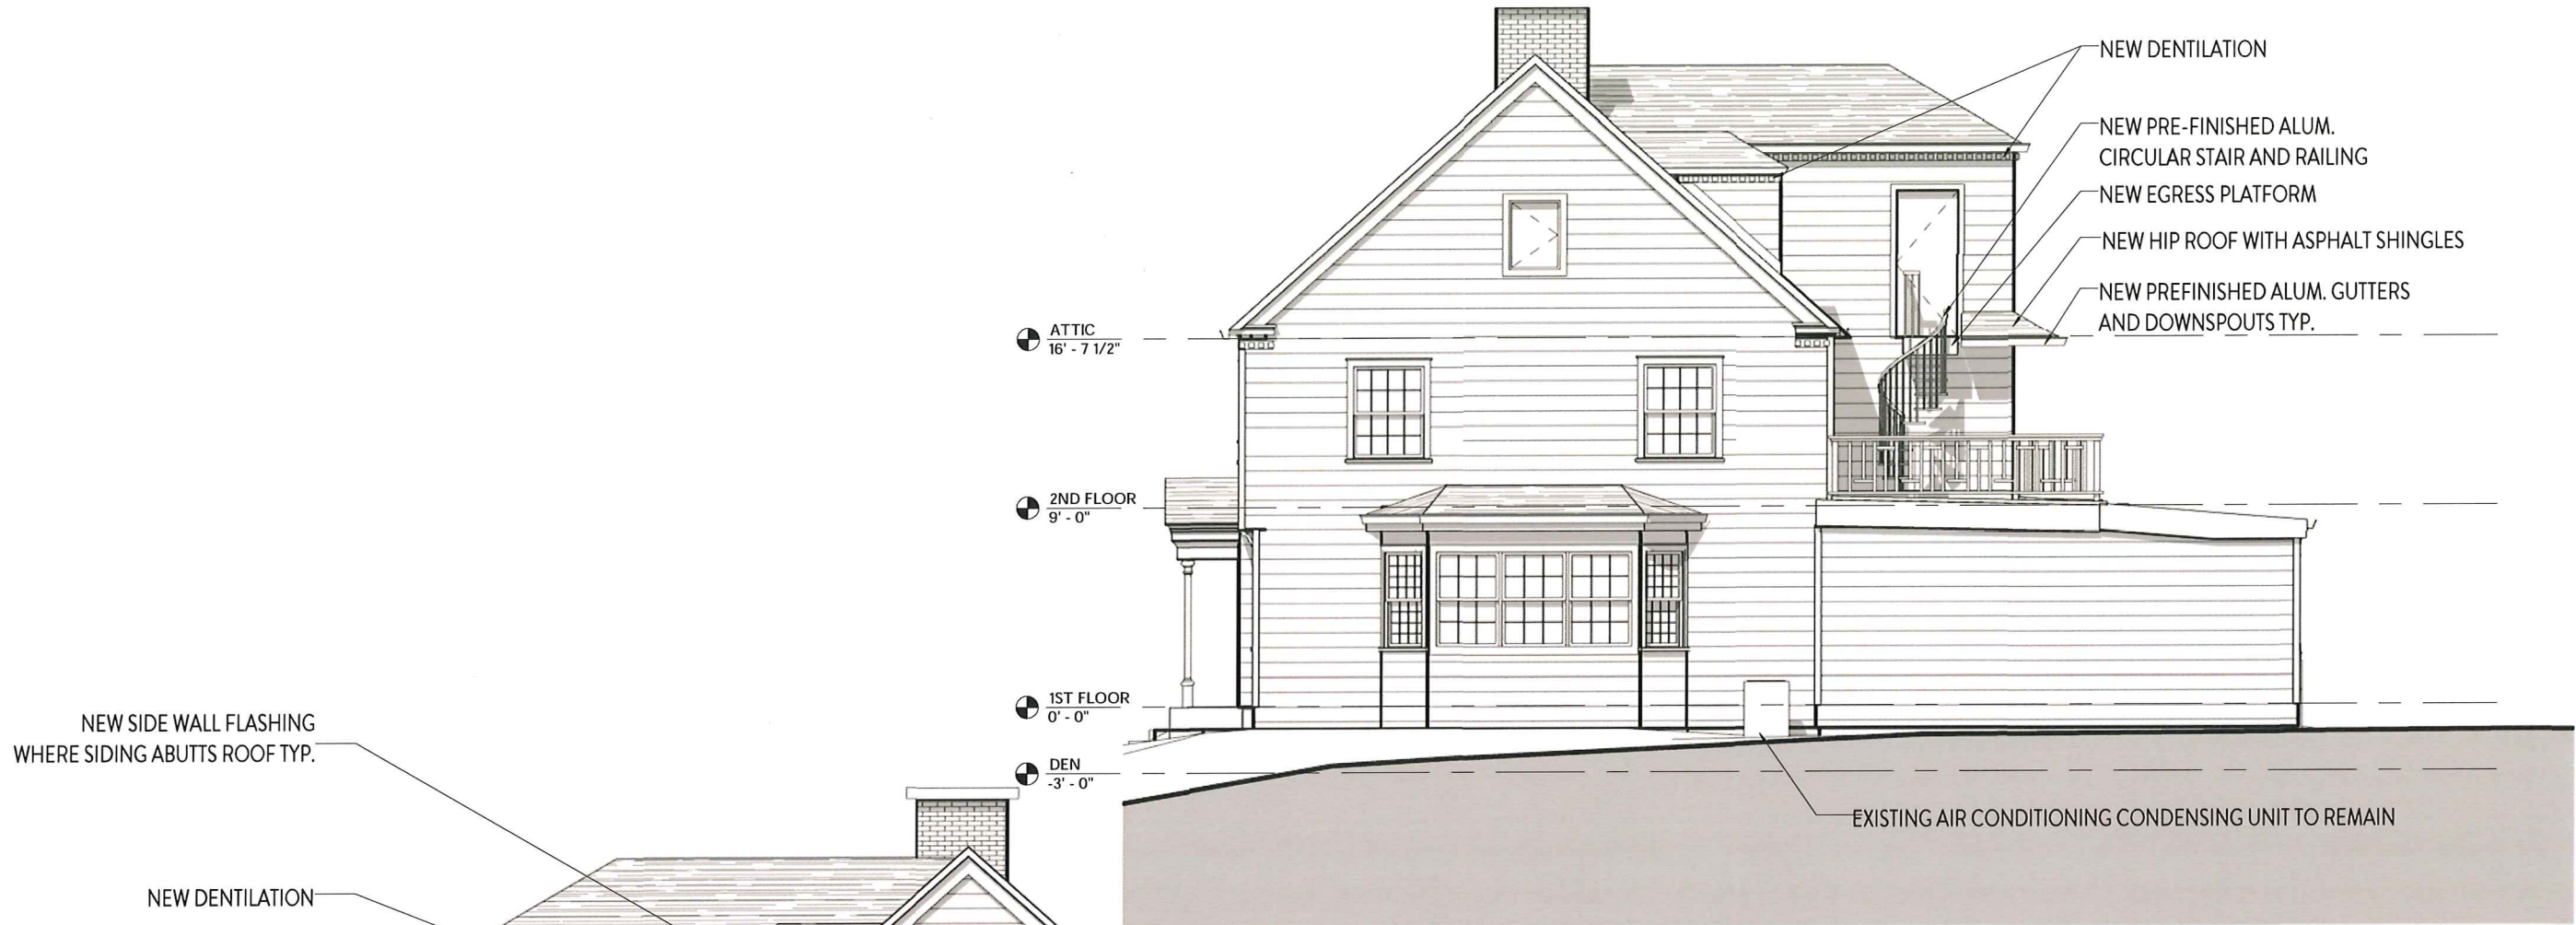 NEW DENTILATION
NEW PRE-FINISHED ALUM.
CIRCULAR STAIR AND RAILING
NEW EGRESS PLATFORM
NEW HIP ROOF WITH ASPHALT SHINGLES
NEW PREFINISHED ALUM. GUTTERS
AND DOWNSPOUTS TYP.
ATTIC
16' - 7 1/2"
2ND FLOOR
9' - 0"
1ST FLOOR
0' - 0"
DEN
-3' - 0"
EXISTING AIR CONDITIONING CONDENSING UNIT TO REMAIN
NEW SIDE WALL FLASHING
WHERE SIDING ABUTTS ROOF TYP.
NEW DENTILATION